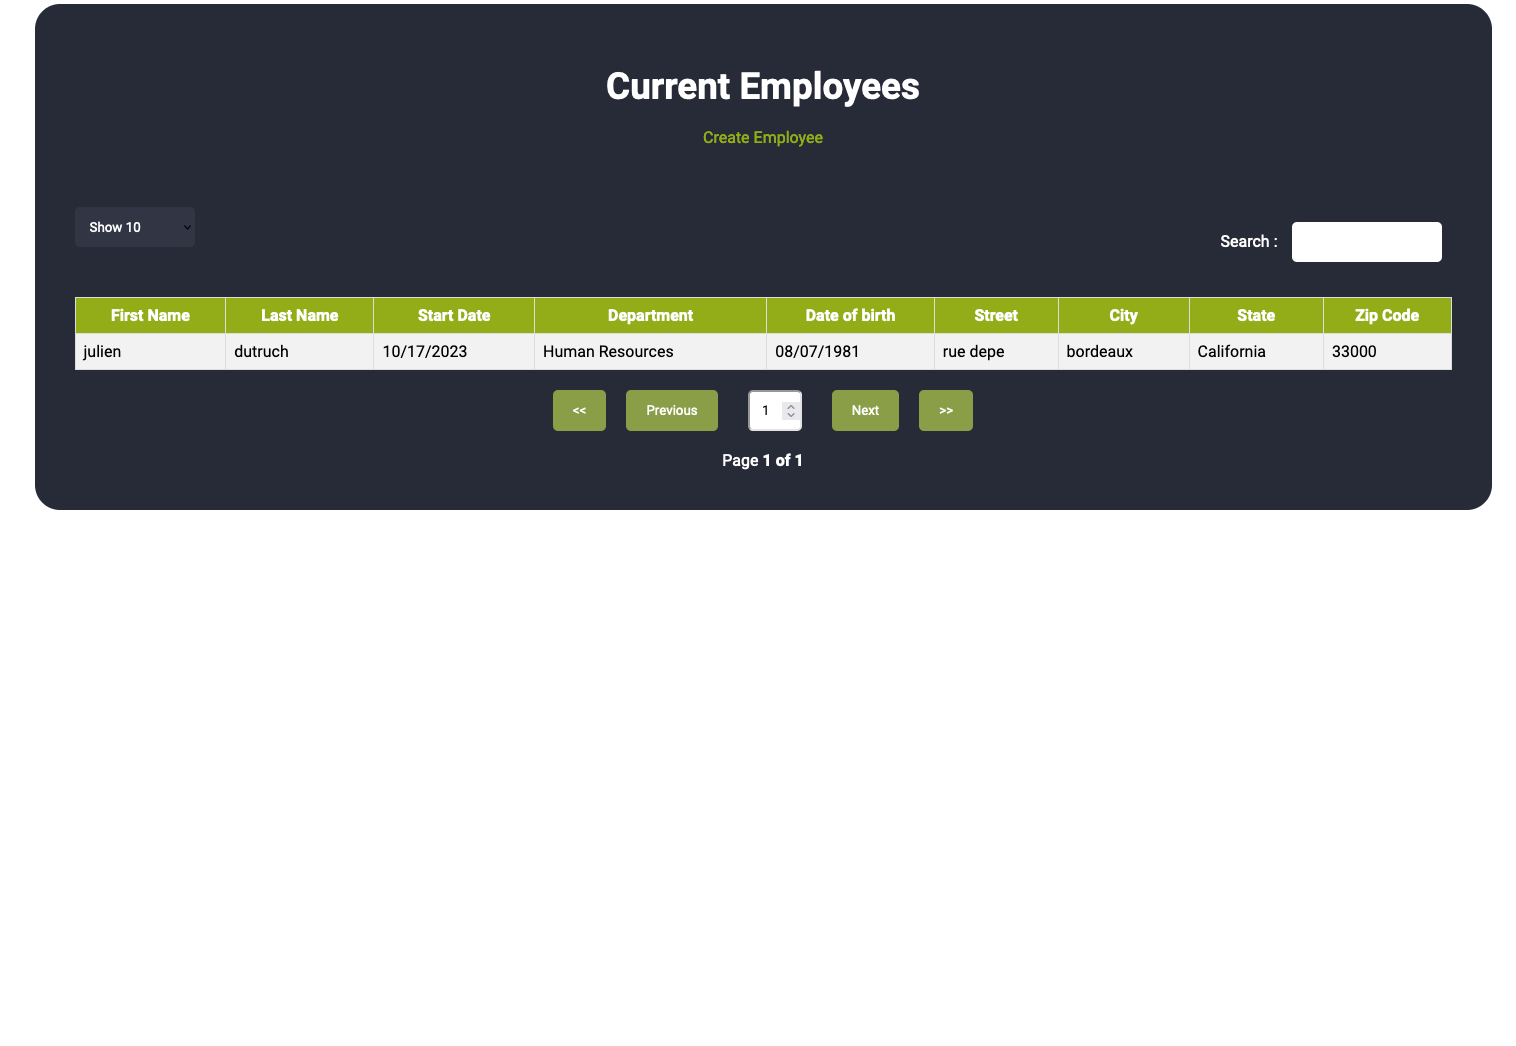 Current Employees
Create Employee
Show 10
Search :
First Name Last Name Start Date Department Date of birth Street City State Zip Code
julien dutruch 10/17/2023 Human Resources 08/07/1981 rue depe bordeaux California 33000
<< Previous 1 Next >>
Page 1 of 1